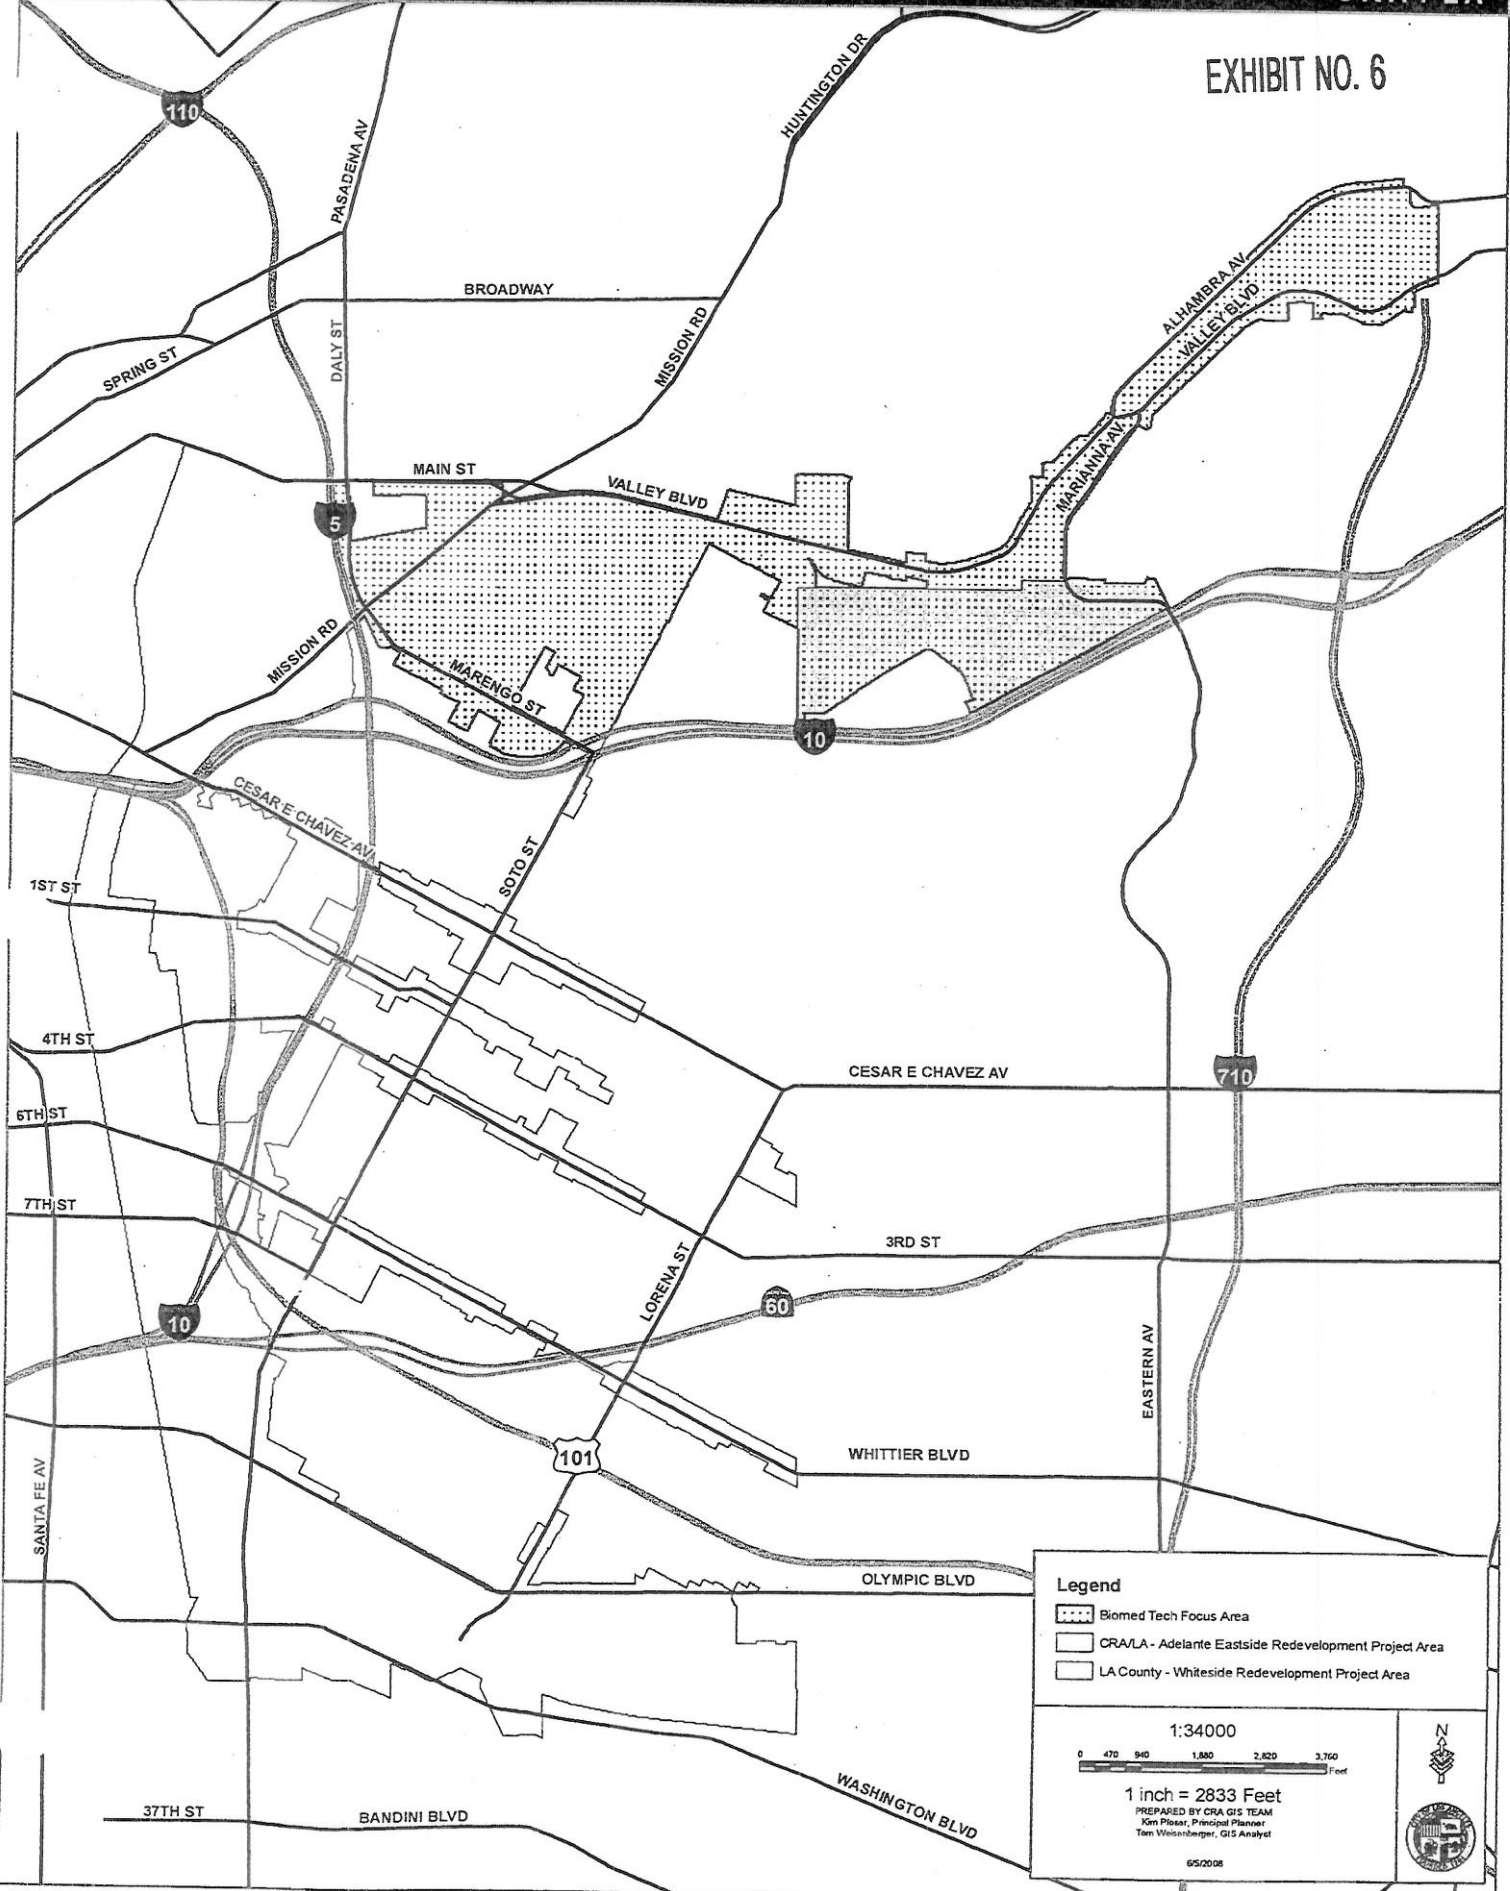 EXHIBIT NO. 6
HUNTINGTON DR
110
PASADENA AV
ALHAMBRA AV
VALLEY BLVD
BROADWAY
MISSION RD
DALY ST
SPRING ST
MAIN ST
VALLEY BLVD
MARIANNA AV
5
MISSION RD
MARENGO ST
10
CESAR E CHAVEZ AV
SOTO ST
1ST ST
4TH ST
CESAR E CHAVEZ AV
710
6TH ST
7TH ST
3RD ST
LORENA ST
60
10
EASTERN AV
101
WHITTIER BLVD
SANTA FE AV
OLYMPIC BLVD
Legend
Biomed Tech Focus Area
CRA/LA - Adelante Eastside Redevelopment Project Area
LA County - Whiteside Redevelopment Project Area
1:34000
0 470 940 1,880 2,820 3,760
Feet
N
1 inch = 2833 Feet
PREPARED BY CRA GIS TEAM
Principal Planner
Tom Weisenberger, GIS Analyst
6/5/2008
WASHINGTON BLVD
37TH ST
BANDINI BLVD